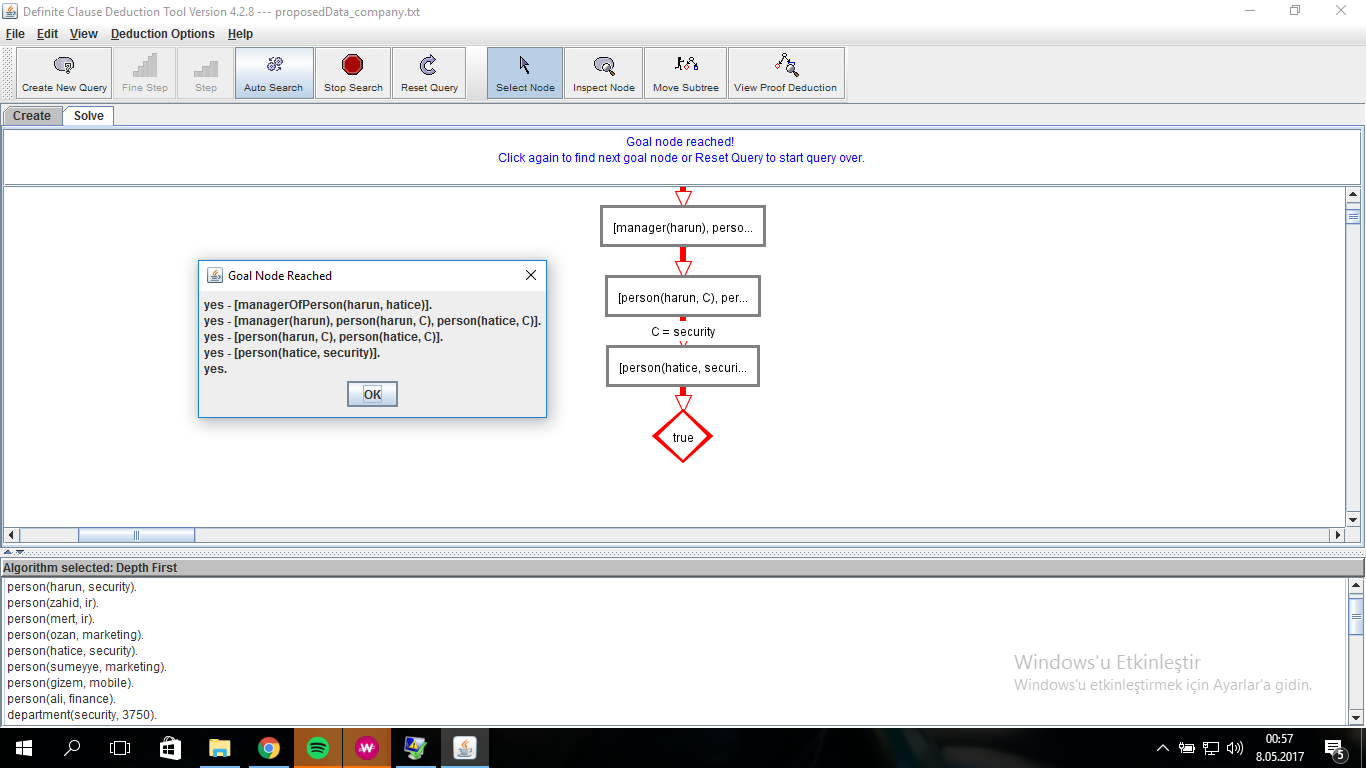 Definite Clause Deduction Tool Version 4.2.8 --- proposedData_company.txt
File Edit View Deduction Options Help
Create New Query Fine Step Step Auto Search Stop Search Reset Query Select Node Inspect Node Move Subtree View Proof Deduction
Create Solve
Goal node reached!
Click again to find next goal node or Reset Query to start query over.
[manager(harun), perso...
[person(harun, C), per...
C = security
[person(hatice, securi...
true
Goal Node Reached
yes - [managerOfPerson(harun, hatice)].
yes - [manager(harun), person(harun, C), person(hatice, C)].
yes - [person(harun, C), person(hatice, C)].
yes - [person(hatice, security)].
yes.
OK
Algorithm selected: Depth First
person(harun, security).
person(zahid, ir).
person(mert, ir).
person(ozan, marketing).
person(hatice, security).
person(sumeyye, marketing).
person(gizem, mobile).
person(ali, finance).
department(security, 3750).
Windows'u Etkinleştir
Windows'u etkinleştirmek için Ayarlar'a gidin.
00:57
8.05.2017
5